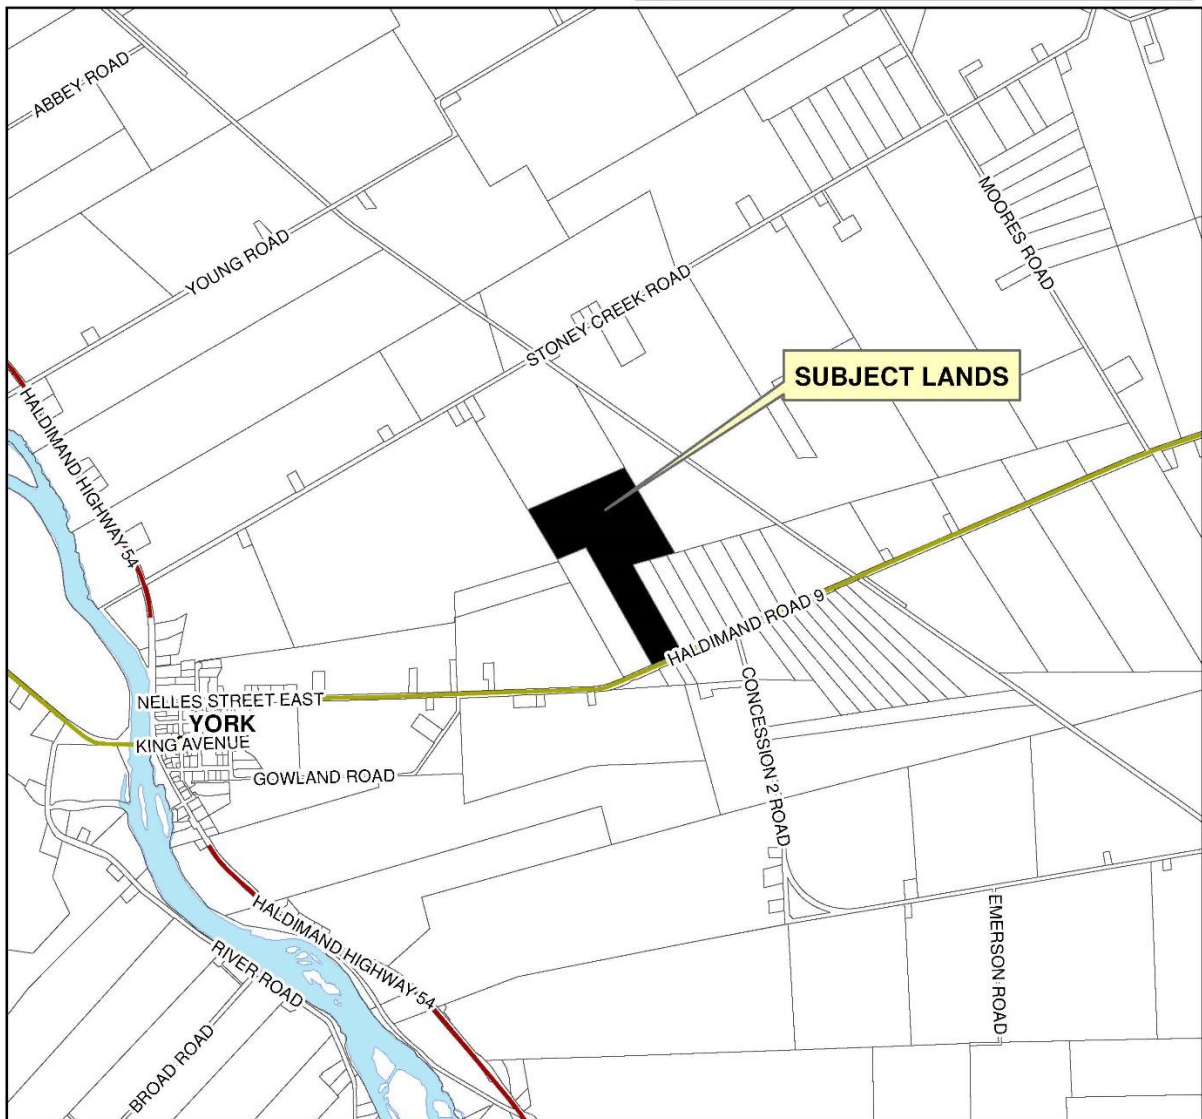 ABBEY ROAD
MOORES ROAD
YOUNG ROAD
STONEY CREEK ROAD
SUBJECT LANDS
HALDIMAND HIGHWAY 54
HALDIMAND ROAD 9
NELLES STREET EAST
YORK
KING AVENUE
GOWLAND ROAD
CONCESSION 2 ROAD
HALDIMAND HIGHWAY 54
RIVER ROAD
EMERSON ROAD
BROAD ROAD